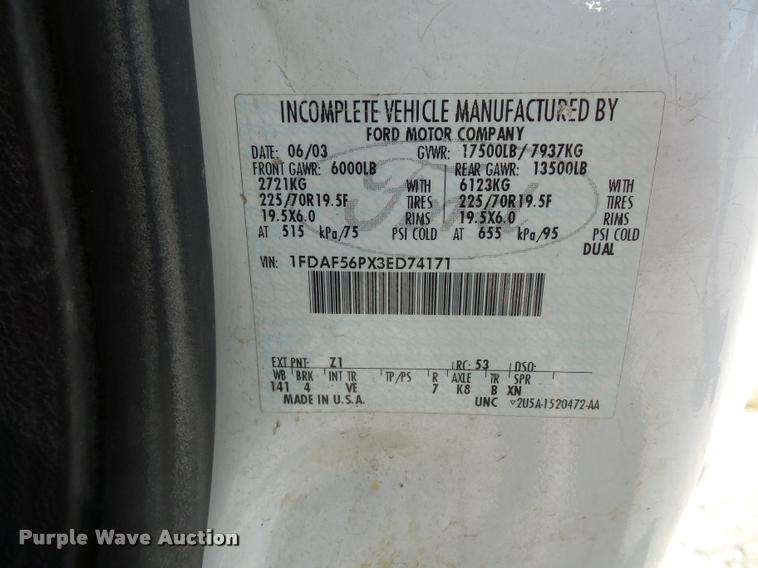 INCOMPLETE VEHICLE MANUFACTURED BY
FORD MOTOR COMPANY
DATE: 06/03 GVWR: 17500LB/ 7937KG
FRONT GAWR: 6000LB REAR GAWR: 13500LB
2721KG WITH 6123KG WITH
225/70R19.5F TIRES 225/70R19.5F TIRES
19.5X6.0 RIMS 19.5X6.0 RIMS
AT 515 kPa/75 PSI COLD AT 655 kPa/95 PSI COLD
DUAL
VIN: 1FDAF56PX3ED74171
EXT PNT: Z1 RC: 53 DSO:
WB BRK INT TR TP/PS R AXLE TR SPR
141 4 VE 7 K8 B XN
MADE IN U.S.A. UNC ▽2U5A-1520472-AA
Ford
Purple Wave Auction